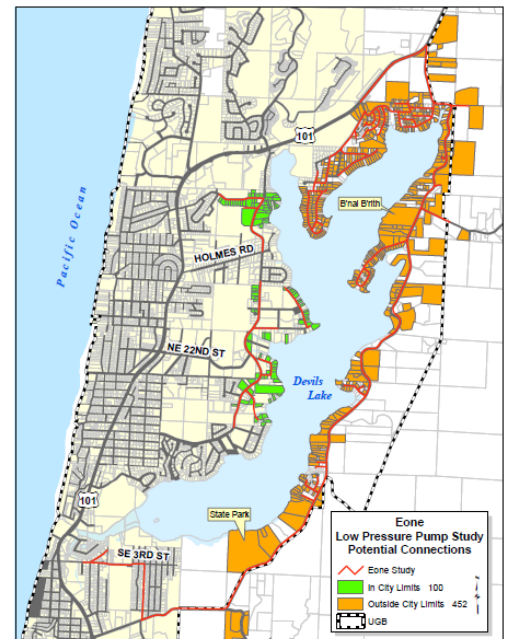 101
Pacific Ocean
B'nai B'rith
HOLMES RD
NE 22ND ST
Devils
Lake
101
State Park
SE 3RD ST
Eone
Low Pressure Pump Study
Potential Connections
Eone Study
In City Limits 100
Outside City Limits 452
UGB